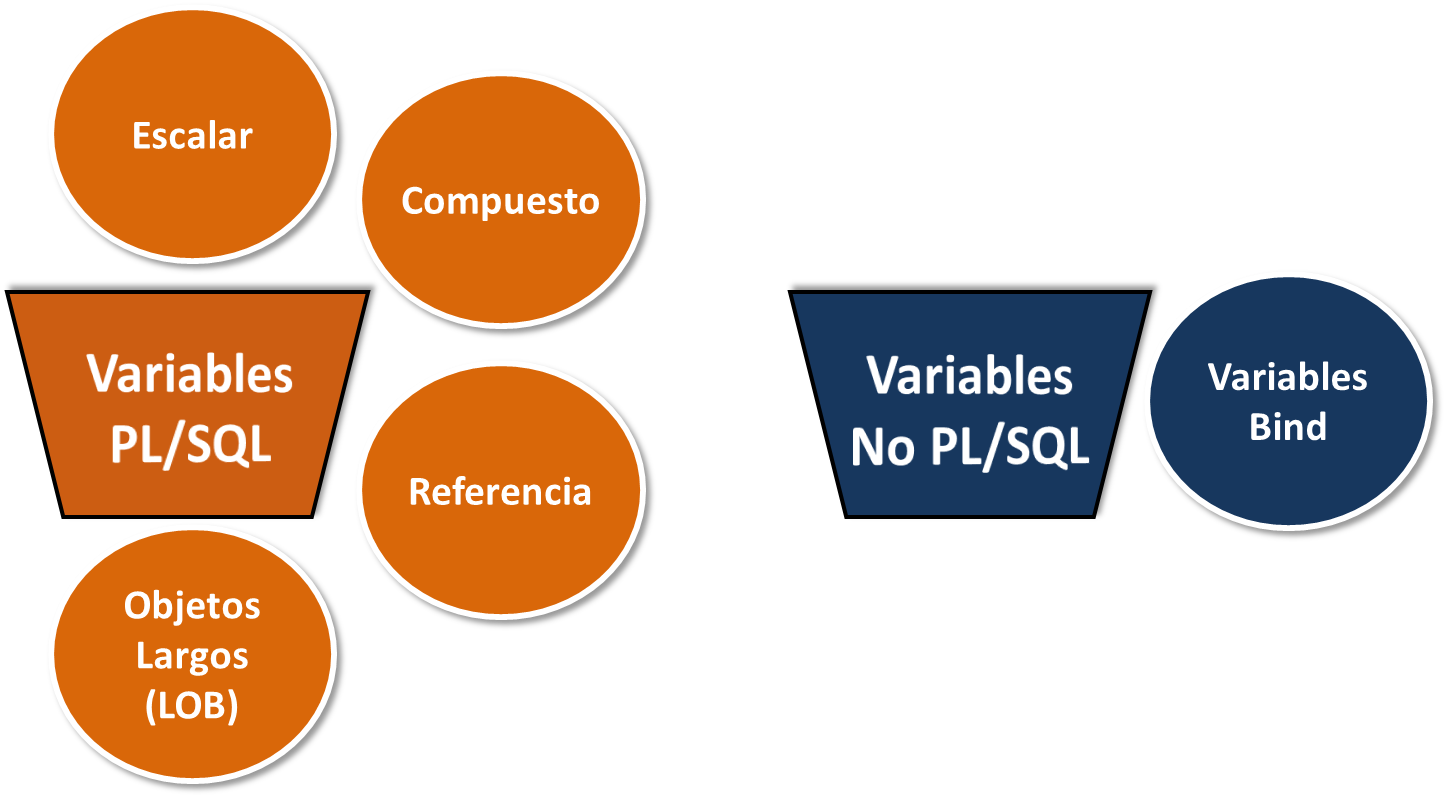 Escalar
Compuesto
Variables
PL/SQL
Referencia
Objetos
Largos
(LOB)
Variables
No PL/SQL
Variables
Bind